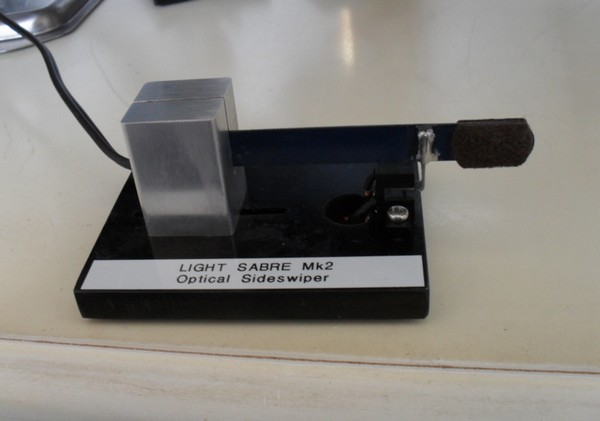 LIGHT SABRE Mk2
Optical Sideswiper